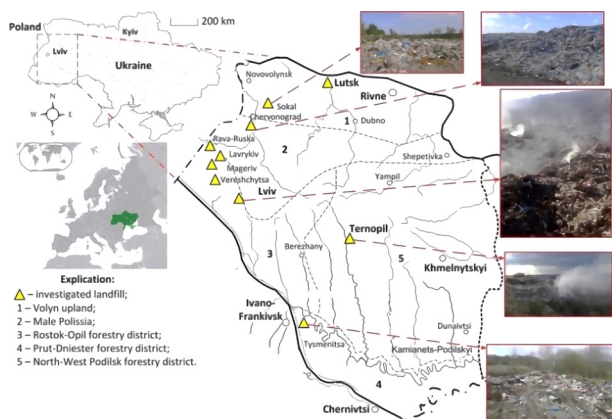 200 km
Poland
Kyiv
Lviv
Ukraine
N
W
E
S
Novovolynsk
Lutsk
Rivne
Sokal
Chervonograd
1
Dubno
Rava-Ruska
2
Lavrykiv
Shepetivka
Mageriv
Yampil
Vereshchytsa
Lviv
Ternopil
Berezhany
3
5
Khmelnytskyi
Explication:
– investigated landfill;
1 – Volyn upland;
2 – Male Polissia;
3 – Rostok-Opil forestry district;
4 – Prut-Dniester forestry district;
5 – North-West Podilsk forestry district.
Ivano-
Frankivsk
Dunaivtsi
Tysmenitsa
Kamianets-Podilskyi
4
Chernivtsi